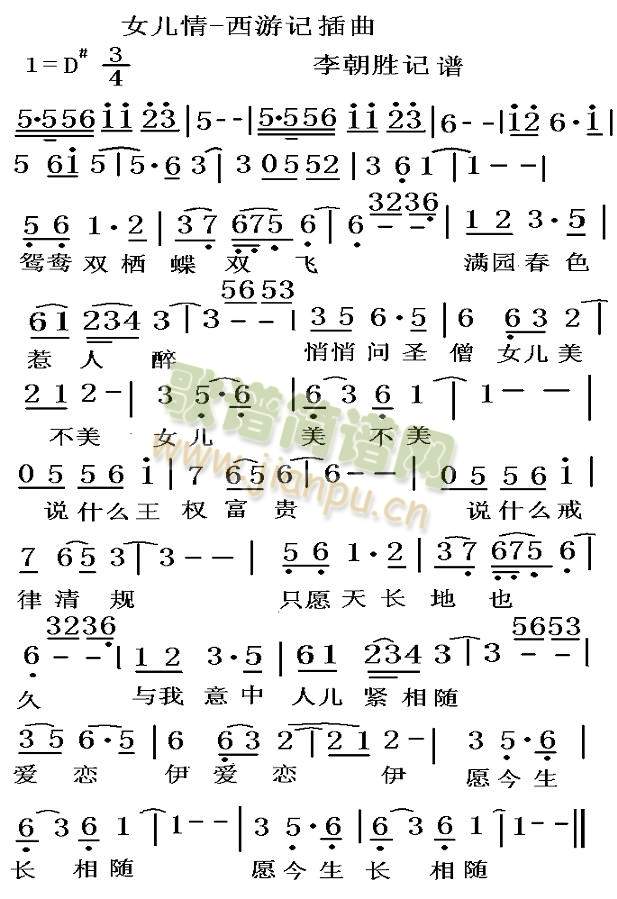 女儿情-西游记插曲
1=D# 3/4 李朝胜记谱
5·556 i i 2 3 | 5 - - | 5·556 i i 2 3 | 6 - - | i 2 6·i |
5 6 i 5 | 5·6 3 | 3 0552 | 3 6 1 | 1 - - |
5 6 1·2 | 3 7 675 6 | 6 - - 3236 | 1 2 3·5 |
鸳鸯双栖蝶双飞 满园春色
6 1 234 3 | 3 - - 5653 | 3 5 6·5 | 6 6 3 2 |
惹人醉 悄悄问圣僧女儿美
2 1 2 - | 3 5·6 | 6 3 6 1 | 1 - - |
不美女儿美不美
0 5 5 6 i | 7 6 5 6 | 6 - - | 0 5 5 6 i |
说什么王权富贵 说什么戒
7 6 5 3 | 3 - - | 5 6 1·2 | 3 7 675 6 |
律清规 只愿天长地也
3236 5653
6 - - | 1 2 3·5 | 6 1 234 3 | 3 - - |
久 与我意中人儿紧相随
3 5 6·5 | 6 6 3 2 | 2 2 1 2 | 3 5·6 |
爱恋伊爱恋伊愿今生
6 3 6 1 | 1 - - | 3 5·6 | 6 3 6 1 | 1 - - ||
长相随 愿今生长相随
歌谱简谱网
www.jianpu.cn